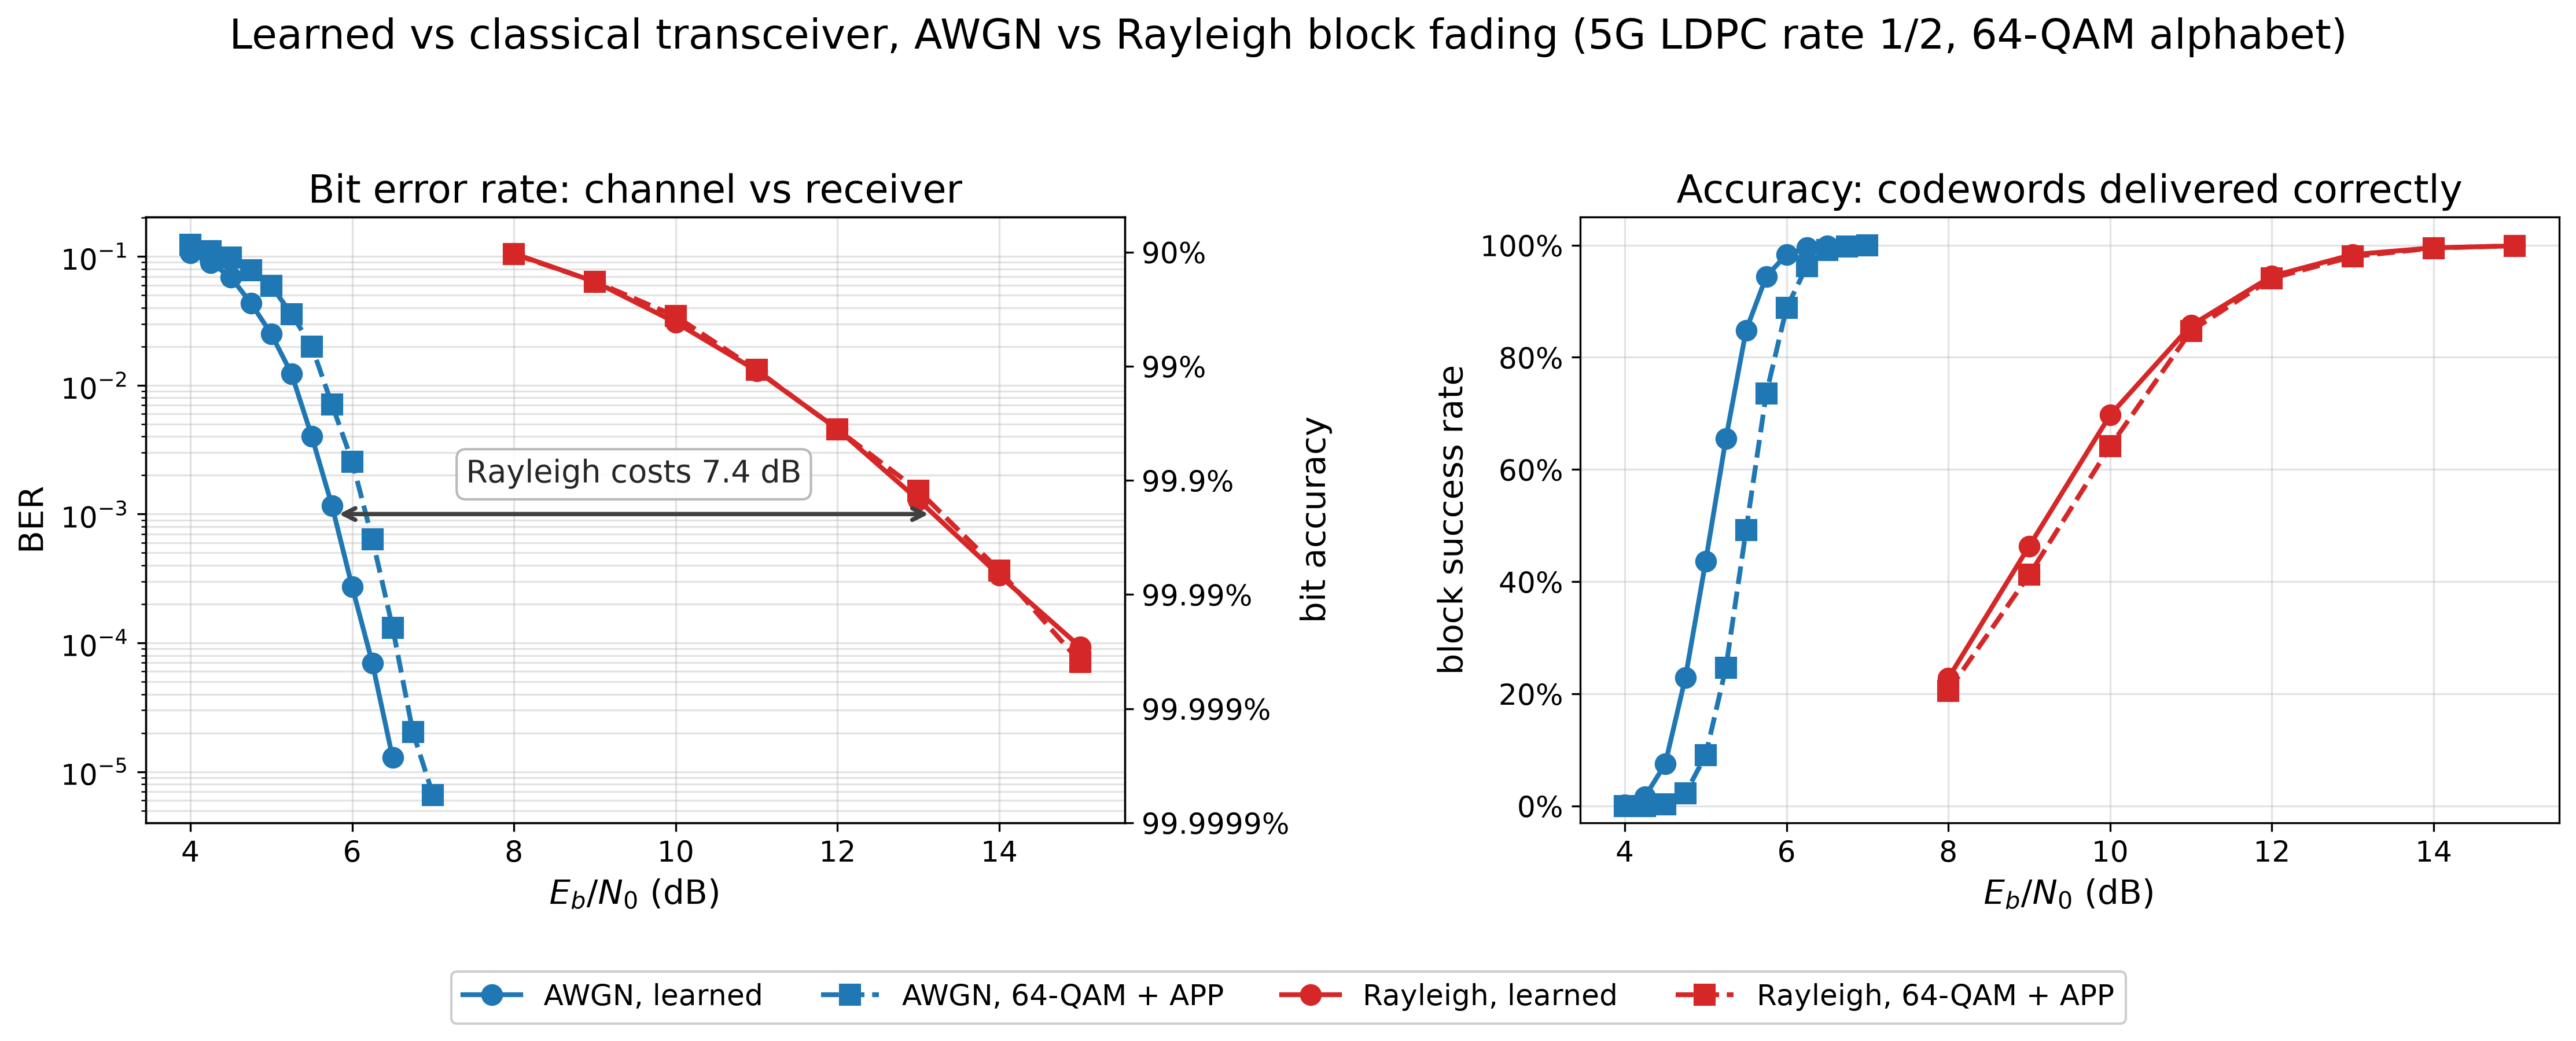 Learned vs classical transceiver, AWGN vs Rayleigh block fading (5G LDPC rate 1/2, 64-QAM alphabet)
Bit error rate: channel vs receiver
BER
10⁻¹
10⁻²
10⁻³
10⁻⁴
10⁻⁵
Rayleigh costs 7.4 dB
90%
99%
99.9%
99.99%
99.999%
99.9999%
bit accuracy
4 6 8 10 12 14
E_b/N_0 (dB)
Accuracy: codewords delivered correctly
block success rate
100%
80%
60%
40%
20%
0%
4 6 8 10 12 14
E_b/N_0 (dB)
AWGN, learned AWGN, 64-QAM + APP Rayleigh, learned Rayleigh, 64-QAM + APP